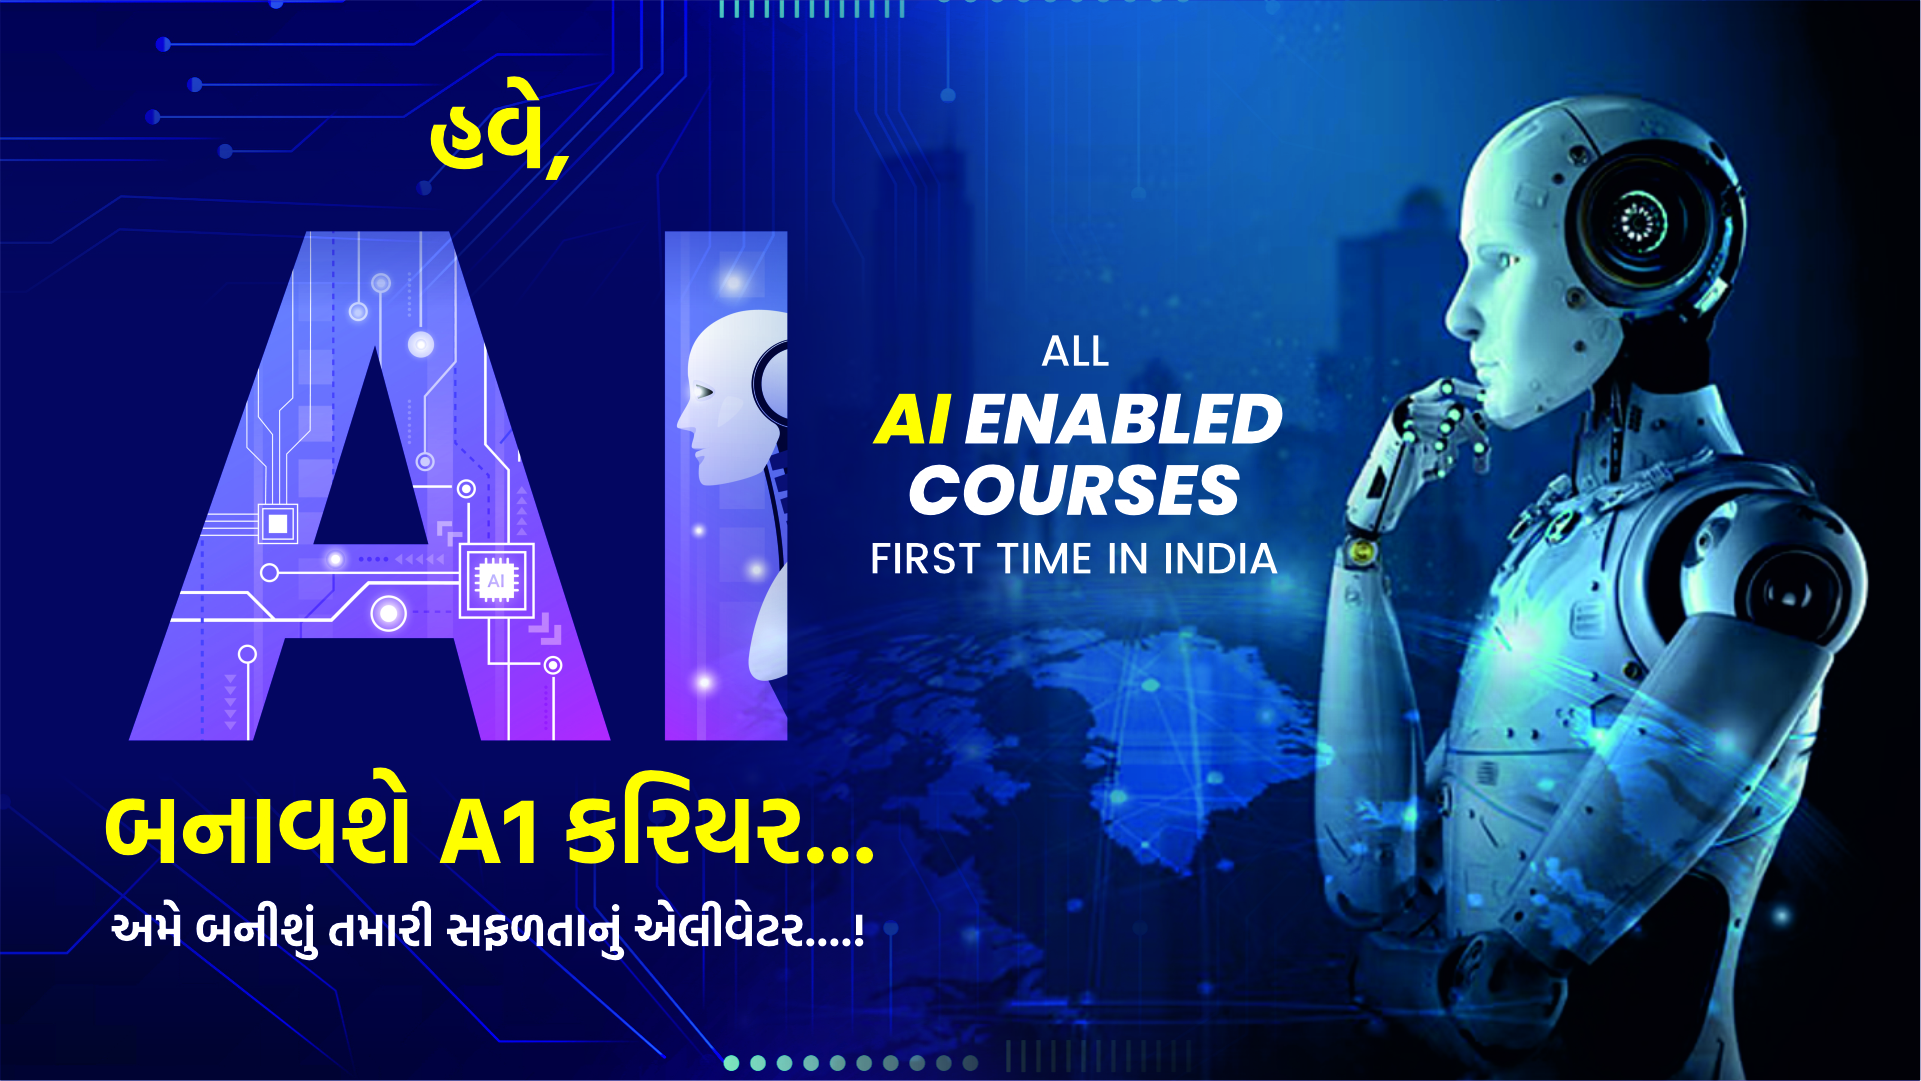 હવે,
AI
AI
બનાવશે A1 કરિયર...
અમે બનીશું તમારી સફળતાનું એલીવેટર....!
ALL
AI ENABLED
COURSES
FIRST TIME IN INDIA